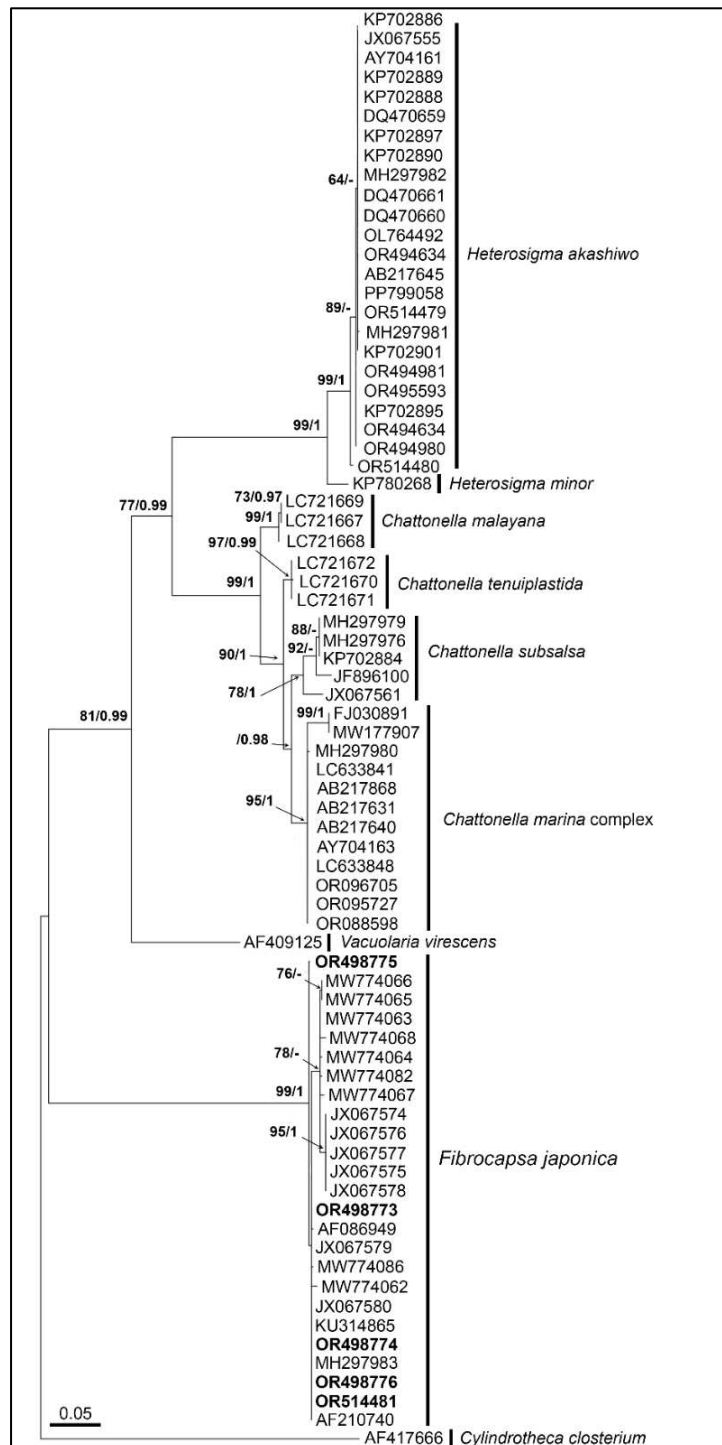 KP702886
JX067555
AY704161
KP702889
KP702888
DQ470659
KP702897
KP702890
64/-
MH297982
DQ470661
DQ470660
OL764492
OR494634
Heterosigma akashiwo
AB217645
PP799058
89/-
OR514479
MH297981
KP702901
OR494981
99/1
OR495593
KP702895
OR494634
99/1
OR494980
OR514480
KP780268
Heterosigma minor
73/0.97
LC721669
77/0.99
99/1
LC721667
Chattonella malayana
LC721668
97/0.99
LC721672
99/1
LC721670
Chattonella tenuiplastida
LC721671
88/-
MH297979
MH297976
92/-
Chattonella subsalsa
90/1
KP702884
JF896100
78/1
JX067561
81/0.99
99/1
FJ030891
MW177907
/0.98
MH297980
LC633841
AB217868
95/1
AB217631
AB217640
Chattonella marina complex
AY704163
LC633848
OR096705
OR095727
OR088598
AF409125
Vacuolaria virescens
OR498775
76/-
MW774066
MW774065
MW774063
MW774068
78/-
MW774064
MW774082
99/1
MW774067
JX067574
95/1
JX067576
JX067577
Fibrocapsa japonica
JX067575
JX067578
OR498773
AF086949
JX067579
MW774086
MW774062
JX067580
KU314865
OR498774
MH297983
OR498776
0.05
OR514481
AF210740
AF417666
Cylindrotheca closterium